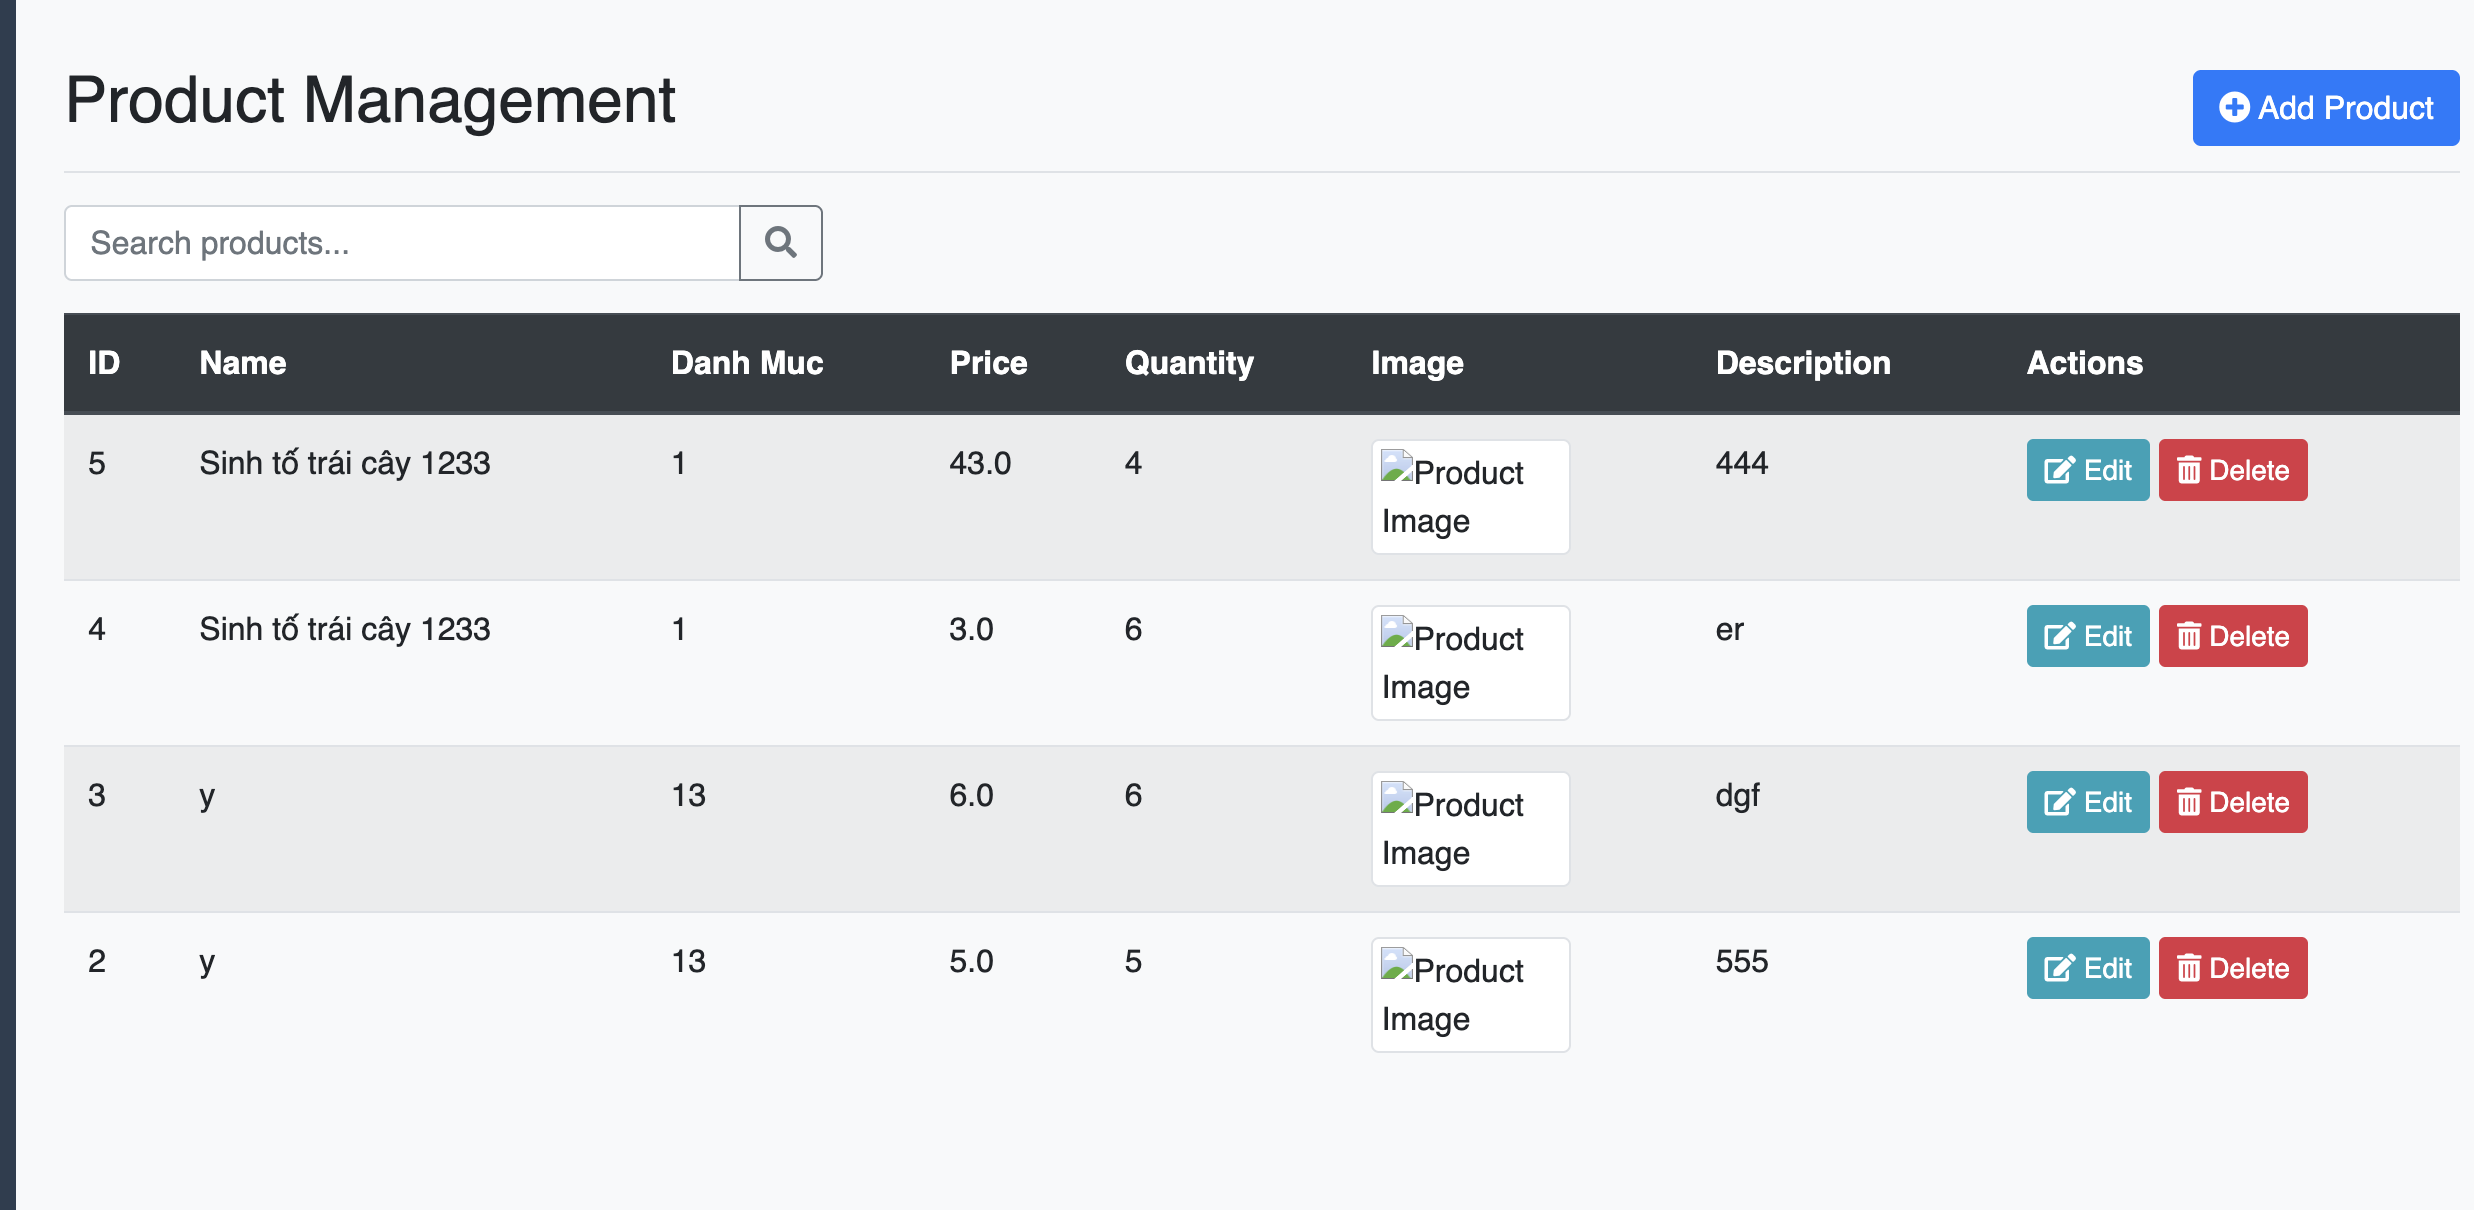 Product Management
Add Product
Search products...
ID Name Danh Muc Price Quantity Image Description Actions
5 Sinh tố trái cây 1233 1 43.0 4 Product 444 Edit Delete
Image
4 Sinh tố trái cây 1233 1 3.0 6 Product er Edit Delete
Image
3 y 13 6.0 6 Product dgf Edit Delete
Image
2 y 13 5.0 5 Product 555 Edit Delete
Image